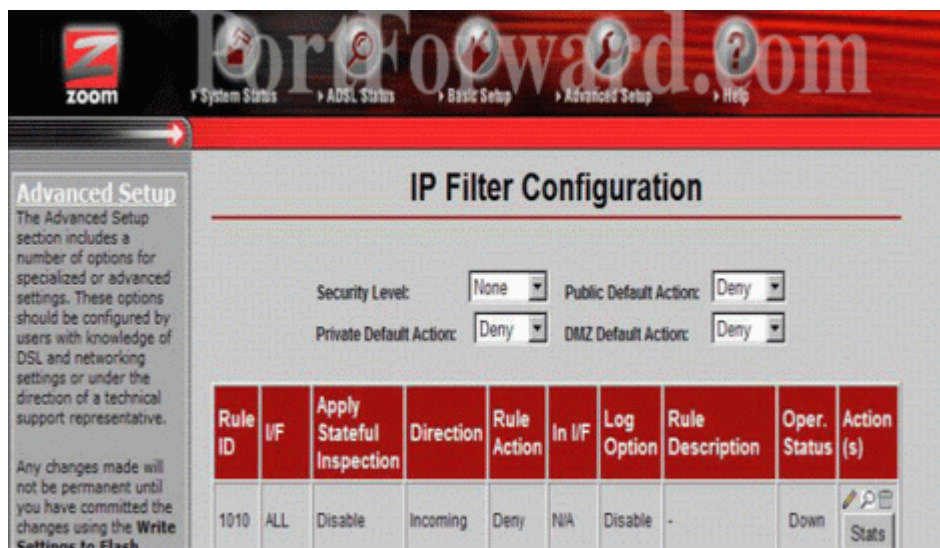 PortForward.com
zoom
System Status
ADSL Status
Basic Setup
Advanced Setup
Help
Advanced Setup
The Advanced Setup
section includes a
number of options for
specialized or advanced
settings. These options
should be configured by
users with knowledge of
DSL and networking
settings or under the
direction of a technical
support representative.
Any changes made will
not be permanent until
you have committed the
changes using the Write
Settings to Flash
IP Filter Configuration
Security Level: None Public Default Action: Deny
Private Default Action: Deny DMZ Default Action: Deny
Rule ID I/F Apply Stateful Inspection Direction Rule Action In I/F Log Option Rule Description Oper. Status Action (s)
1010 ALL Disable Incoming Deny N/A Disable - Down Stats